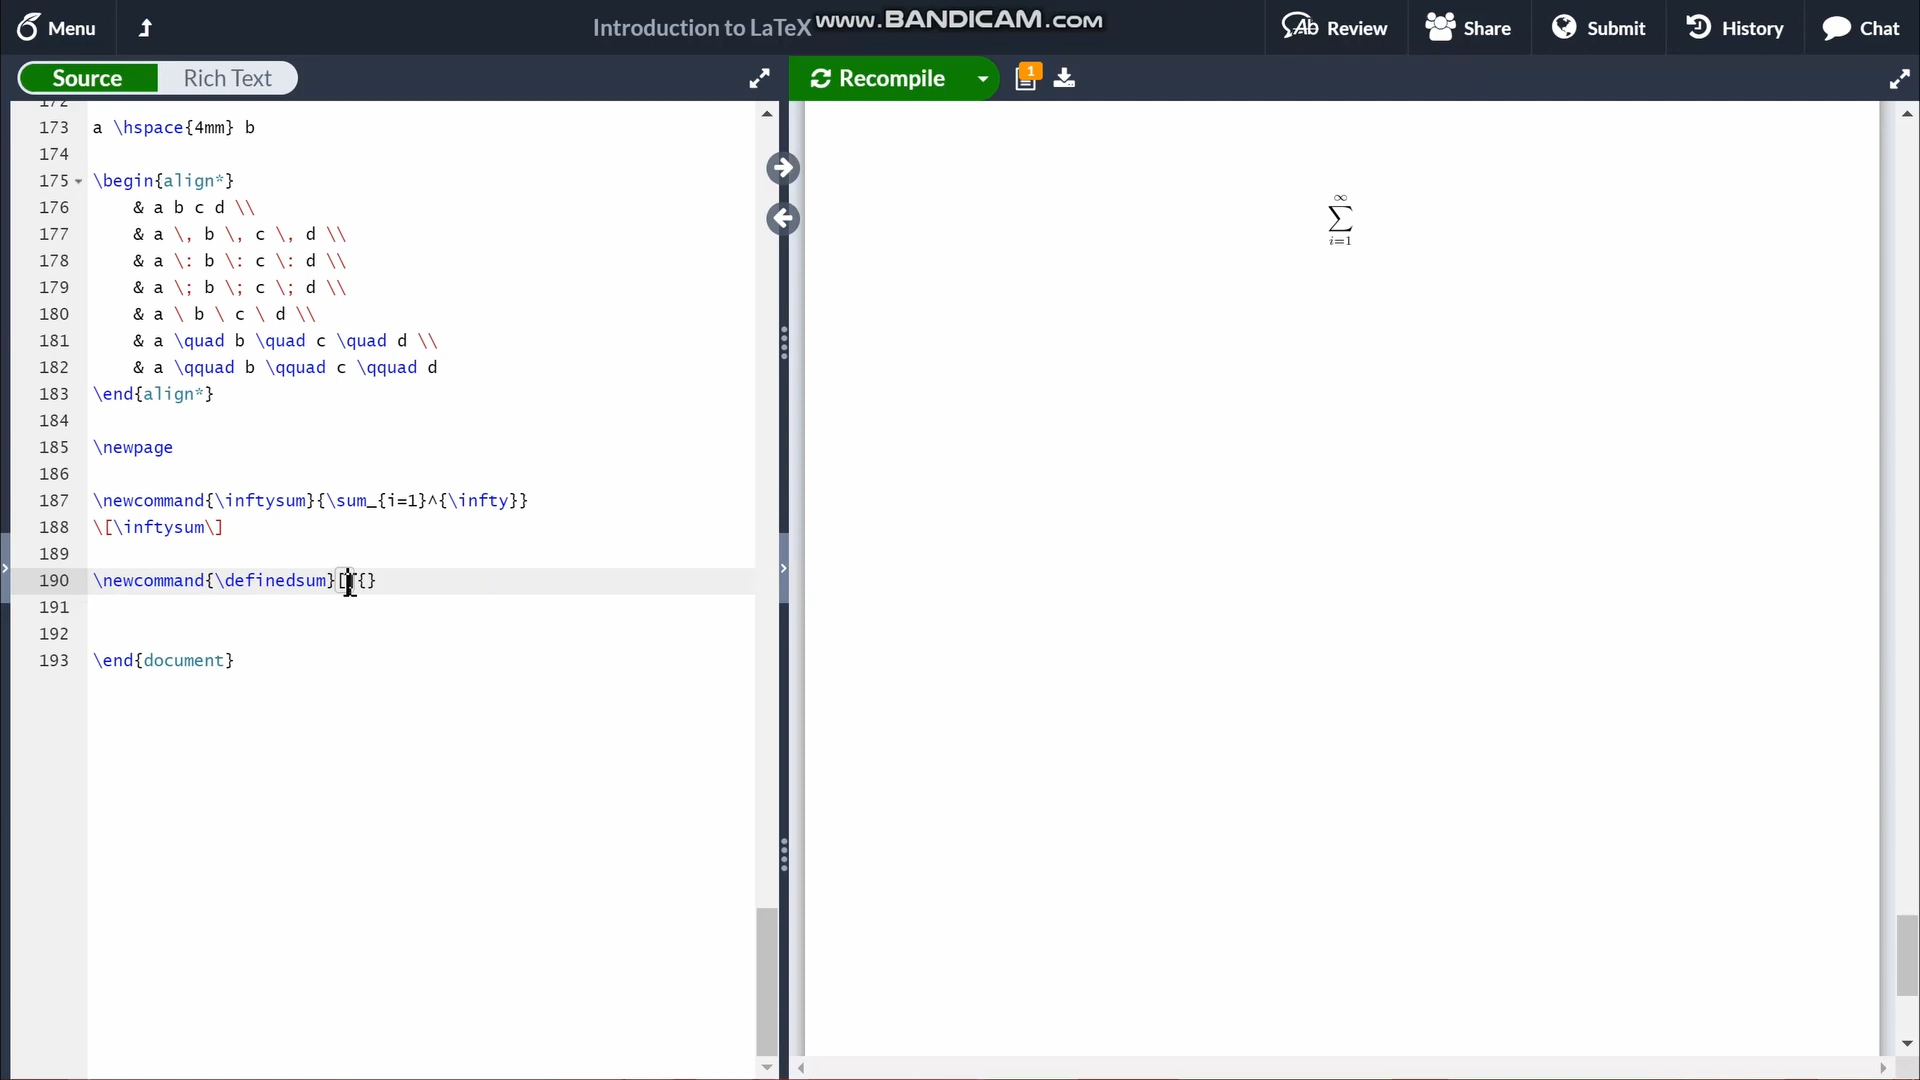 Menu
Introduction to LaTeX
www.BANDICAM.com
Review
Share
Submit
History
Chat
Source
Rich Text
Recompile
1
172
173 a \hspace{4mm} b
174
175 \begin{align*}
176 & a b c d \\
177 & a \, b \, c \, d \\
178 & a \: b \: c \: d \\
179 & a \; b \; c \; d \\
180 & a \ b \ c \ d \\
181 & a \quad b \quad c \quad d \\
182 & a \qquad b \qquad c \qquad d
183 \end{align*}
184
185 \newpage
186
187 \newcommand{\inftysum}{\sum_{i=1}^{\infty}}
188 \[\inftysum\]
189
190 \newcommand{\definedsum}[]{}
191
192
193 \end{document}
∞
∑
i=1